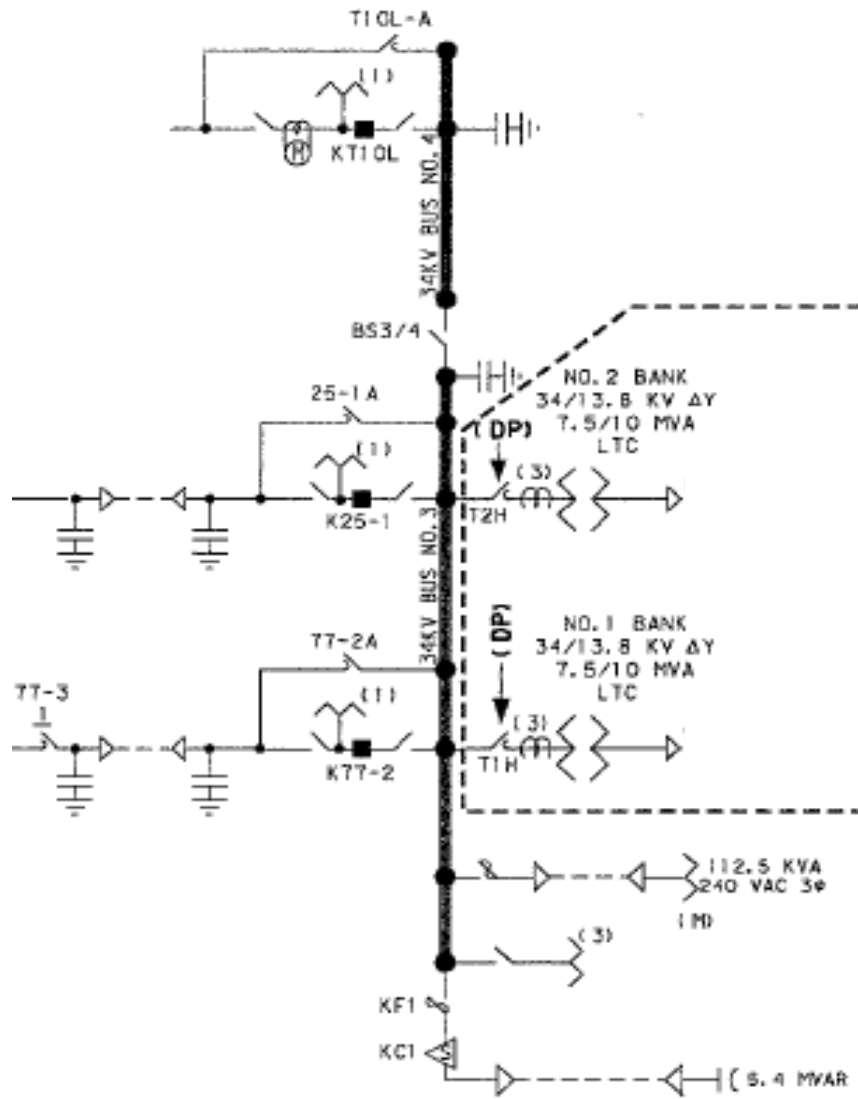 T10L-A
(1)
M
KT10L
34KV BUS NO. 4
BS3/4
25-1A
(1)
K25-1
NO. 2 BANK
34/13.8 KV ΔY
7.5/10 MVA
LTC
(DP)
(3)
T2H
34KV BUS NO. 3
77-2A
(1)
K77-2
77-3
1
NO. 1 BANK
34/13.8 KV ΔY
7.5/10 MVA
LTC
(DP)
(3)
T1H
112.5 KVA
240 VAC 3φ
(M)
(3)
KF1
KC1
5.4 MVAR